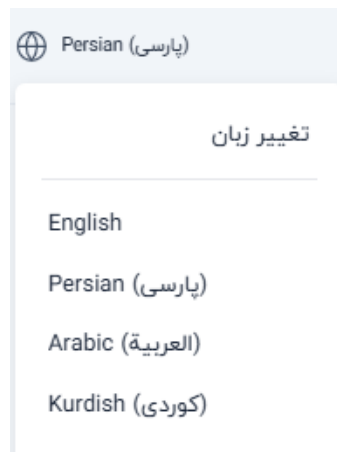 Persian (پارسی)
تغییر زبان
English
Persian (پارسی)
Arabic (العربية)
Kurdish (کوردی)